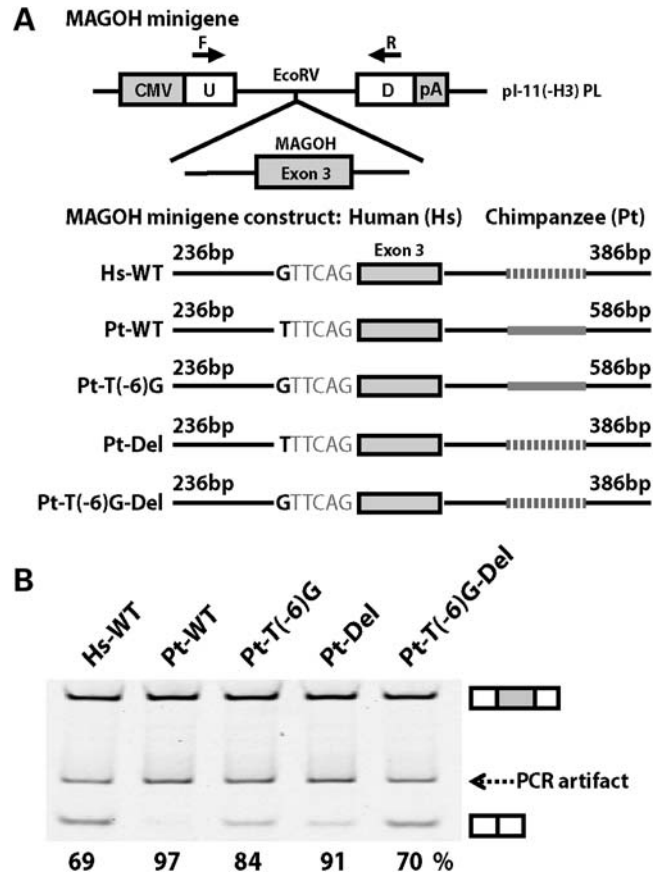 A MAGOH minigene
F R
EcoRV
CMV U D pA pI-11(-H3) PL
MAGOH
Exon 3
MAGOH minigene construct: Human (Hs) Chimpanzee (Pt)
236bp Exon 3 386bp
Hs-WT GTTCAG
236bp 586bp
Pt-WT TTTCAG
236bp 586bp
Pt-T(-6)G GTTCAG
236bp 386bp
Pt-Del TTTCAG
236bp 386bp
Pt-T(-6)G-Del GTTCAG
B
Hs-WT Pt-WT Pt-T(-6)G Pt-Del Pt-T(-6)G-Del
PCR artifact
69 97 84 91 70 %